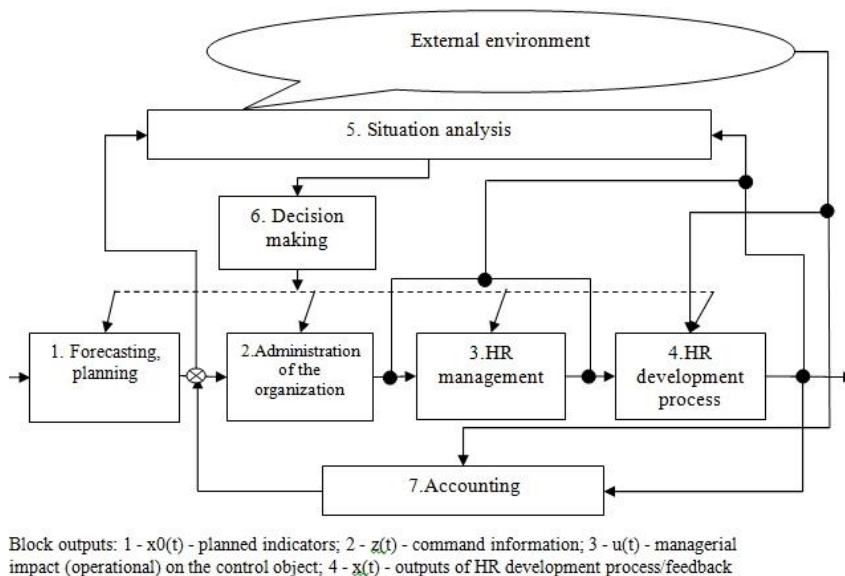 External environment
5. Situation analysis
6. Decision
making
1. Forecasting,
planning
2.Administration
of the
organization
3.HR
management
4.HR
development
process
7.Accounting
Block outputs: 1 - x0(t) - planned indicators; 2 - z(t) - command information; 3 - u(t) - managerial
impact (operational) on the control object; 4 - x(t) - outputs of HR development process/feedback